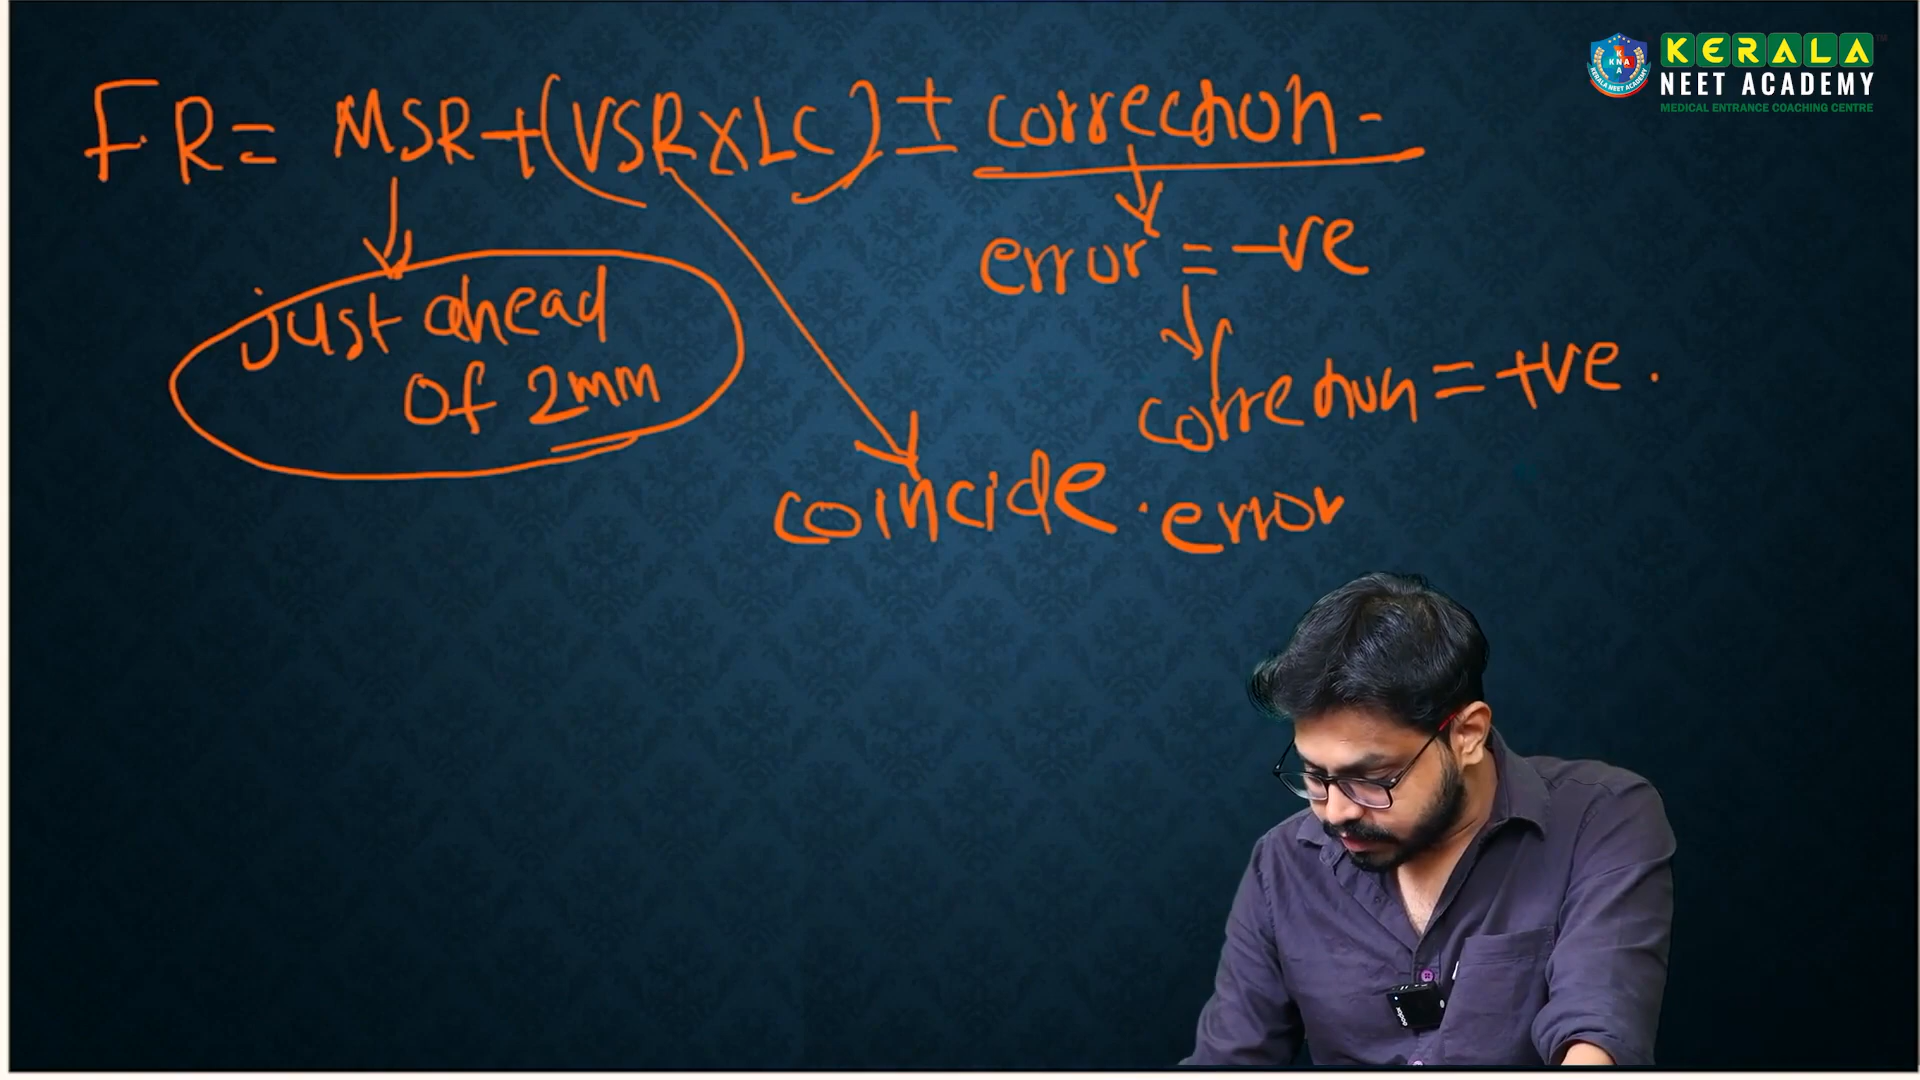 KERALA
NEET ACADEMY
MEDICAL ENTRANCE COACHING CENTRE
FR = MSR + (VSR X LC) ± correction -
error = -ve
just ahead
of 2mm
correction = +ve .
coincide . error